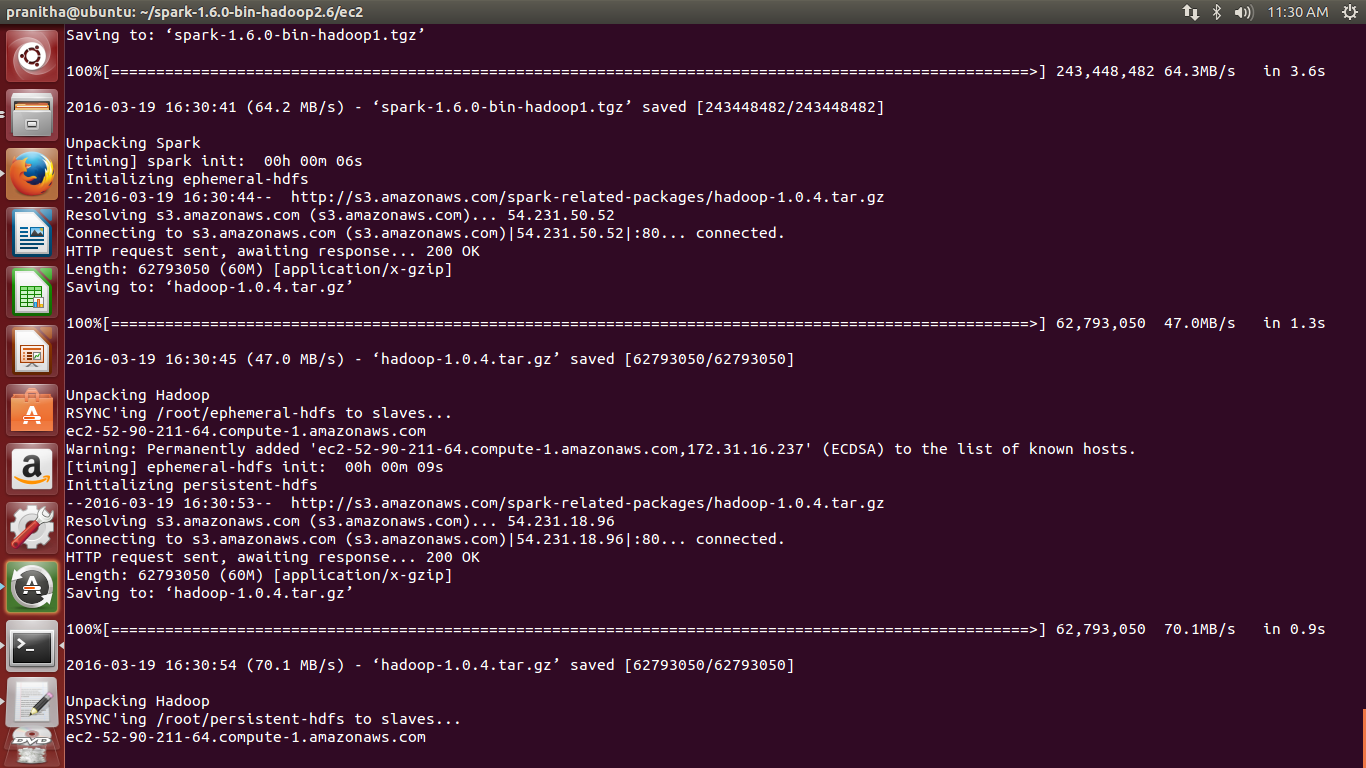 pranitha@ubuntu: ~/spark-1.6.0-bin-hadoop2.6/ec2
11:30 AM
Saving to: ‘spark-1.6.0-bin-hadoop1.tgz’
100%[======================================================================================================>] 243,448,482 64.3MB/s   in 3.6s
2016-03-19 16:30:41 (64.2 MB/s) - ‘spark-1.6.0-bin-hadoop1.tgz’ saved [243448482/243448482]
Unpacking Spark
[timing] spark init:  00h 00m 06s
Initializing ephemeral-hdfs
--2016-03-19 16:30:44--  http://s3.amazonaws.com/spark-related-packages/hadoop-1.0.4.tar.gz
Resolving s3.amazonaws.com (s3.amazonaws.com)... 54.231.50.52
Connecting to s3.amazonaws.com (s3.amazonaws.com)|54.231.50.52|:80... connected.
HTTP request sent, awaiting response... 200 OK
Length: 62793050 (60M) [application/x-gzip]
Saving to: ‘hadoop-1.0.4.tar.gz’
100%[======================================================================================================>] 62,793,050  47.0MB/s   in 1.3s
2016-03-19 16:30:45 (47.0 MB/s) - ‘hadoop-1.0.4.tar.gz’ saved [62793050/62793050]
Unpacking Hadoop
RSYNC'ing /root/ephemeral-hdfs to slaves...
ec2-52-90-211-64.compute-1.amazonaws.com
Warning: Permanently added 'ec2-52-90-211-64.compute-1.amazonaws.com,172.31.16.237' (ECDSA) to the list of known hosts.
[timing] ephemeral-hdfs init:  00h 00m 09s
Initializing persistent-hdfs
--2016-03-19 16:30:53--  http://s3.amazonaws.com/spark-related-packages/hadoop-1.0.4.tar.gz
Resolving s3.amazonaws.com (s3.amazonaws.com)... 54.231.18.96
Connecting to s3.amazonaws.com (s3.amazonaws.com)|54.231.18.96|:80... connected.
HTTP request sent, awaiting response... 200 OK
Length: 62793050 (60M) [application/x-gzip]
Saving to: ‘hadoop-1.0.4.tar.gz’
100%[======================================================================================================>] 62,793,050  70.1MB/s   in 0.9s
2016-03-19 16:30:54 (70.1 MB/s) - ‘hadoop-1.0.4.tar.gz’ saved [62793050/62793050]
Unpacking Hadoop
RSYNC'ing /root/persistent-hdfs to slaves...
ec2-52-90-211-64.compute-1.amazonaws.com
a
DVD